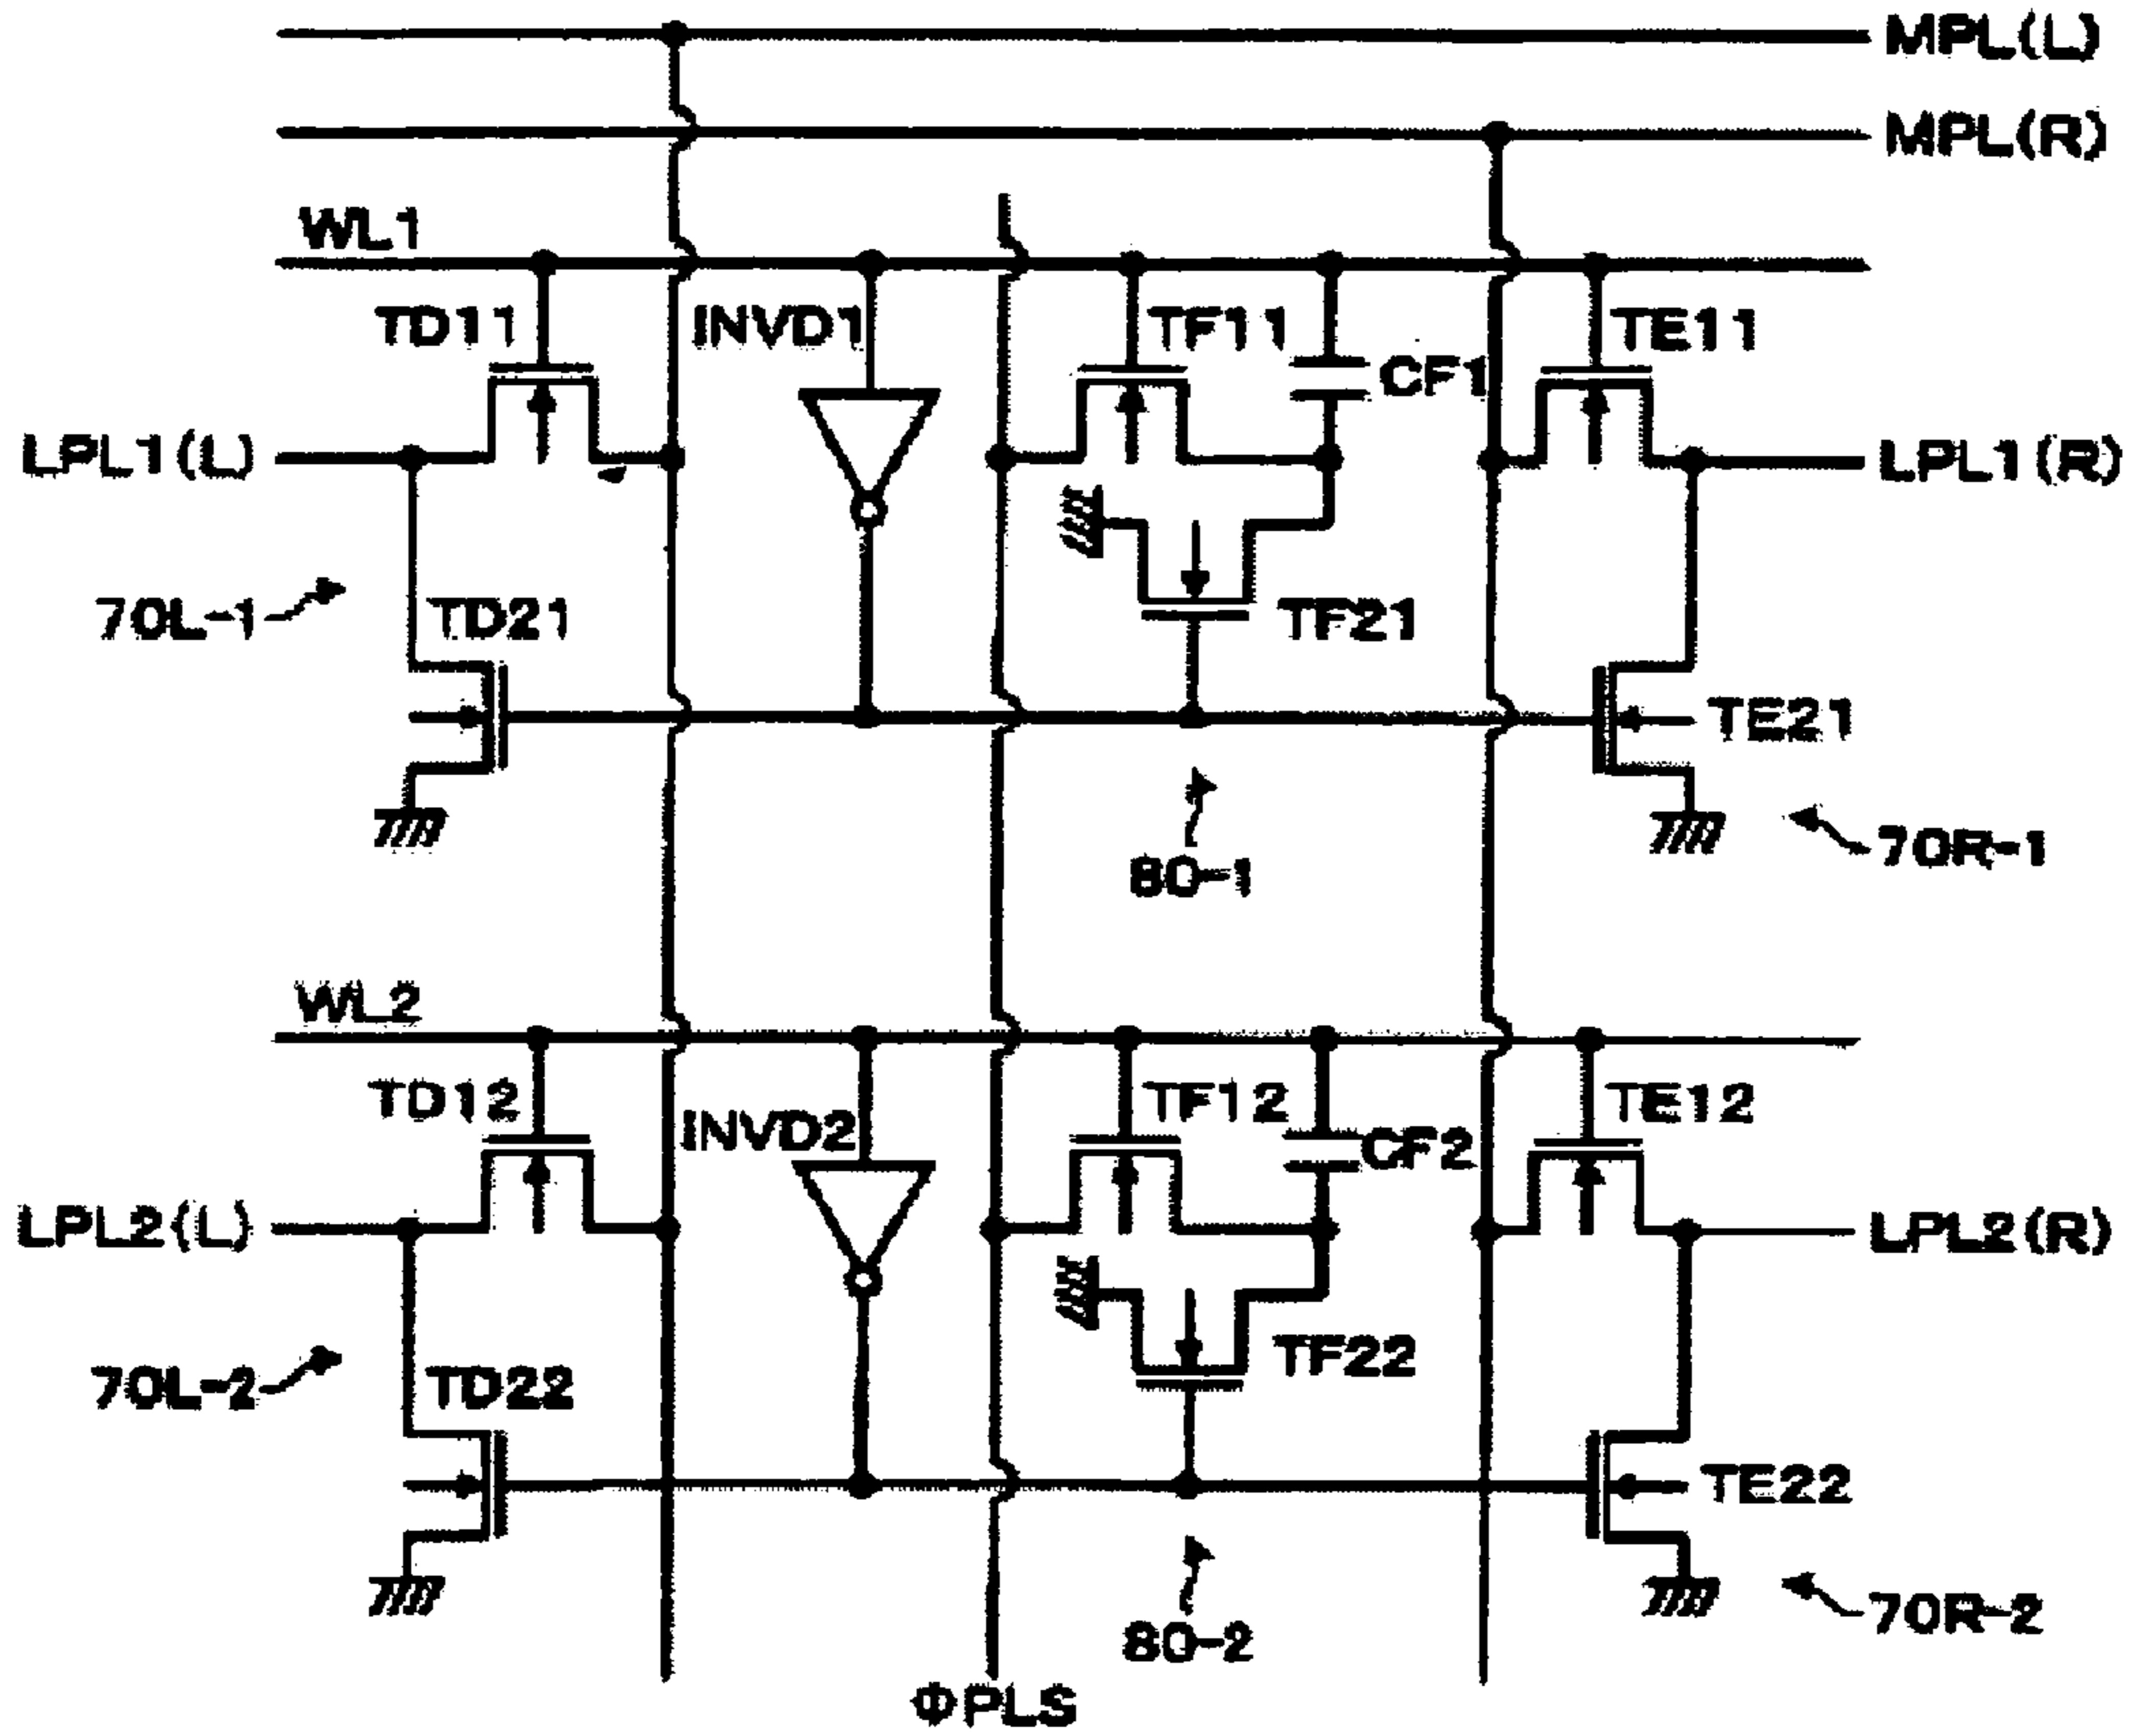 MPL(L)
MPL(R)
WL1
TD11
INVD1
TF11
CF1
TE11
LPL1(L)
LPL1(R)
70L-1
TD21
TF21
TE21
80-1
70R-1
WL2
TD12
INVD2
TF12
CF2
TE12
LPL2(L)
LPL2(R)
70L-2
TD22
TF22
TE22
80-2
70R-2
ΦPLS